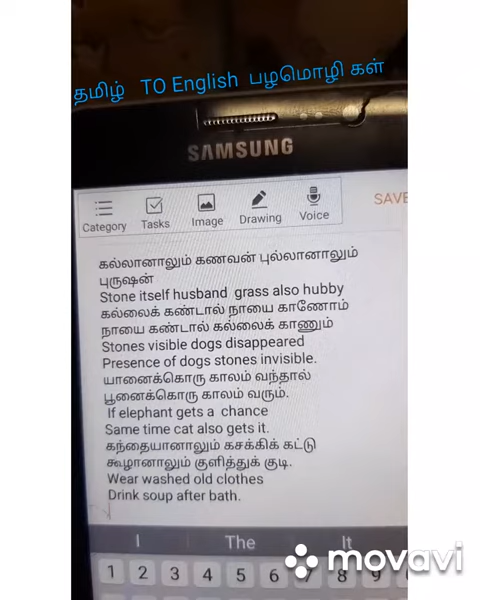 தமிழ் TO English பழமொழி கள்
SAMSUNG
SAVE
Category Tasks Image Drawing Voice
கல்லானாலும் கணவன் புல்லானாலும்
புருஷன்
Stone itself husband grass also hubby
கல்லைக் கண்டால் நாயை காணோம்
நாயை கண்டால் கல்லைக் காணும்
Stones visible dogs disappeared
Presence of dogs stones invisible.
யானைக்கொரு காலம் வந்தால்
பூனைக்கொரு காலம் வரும்.
If elephant gets a chance
Same time cat also gets it.
கந்தையானாலும் கசக்கிக் கட்டு
கூழானாலும் குளித்துக் குடி.
Wear washed old clothes
Drink soup after bath.
I The It
1 2 3 4 5 6 7 8 9
movavi